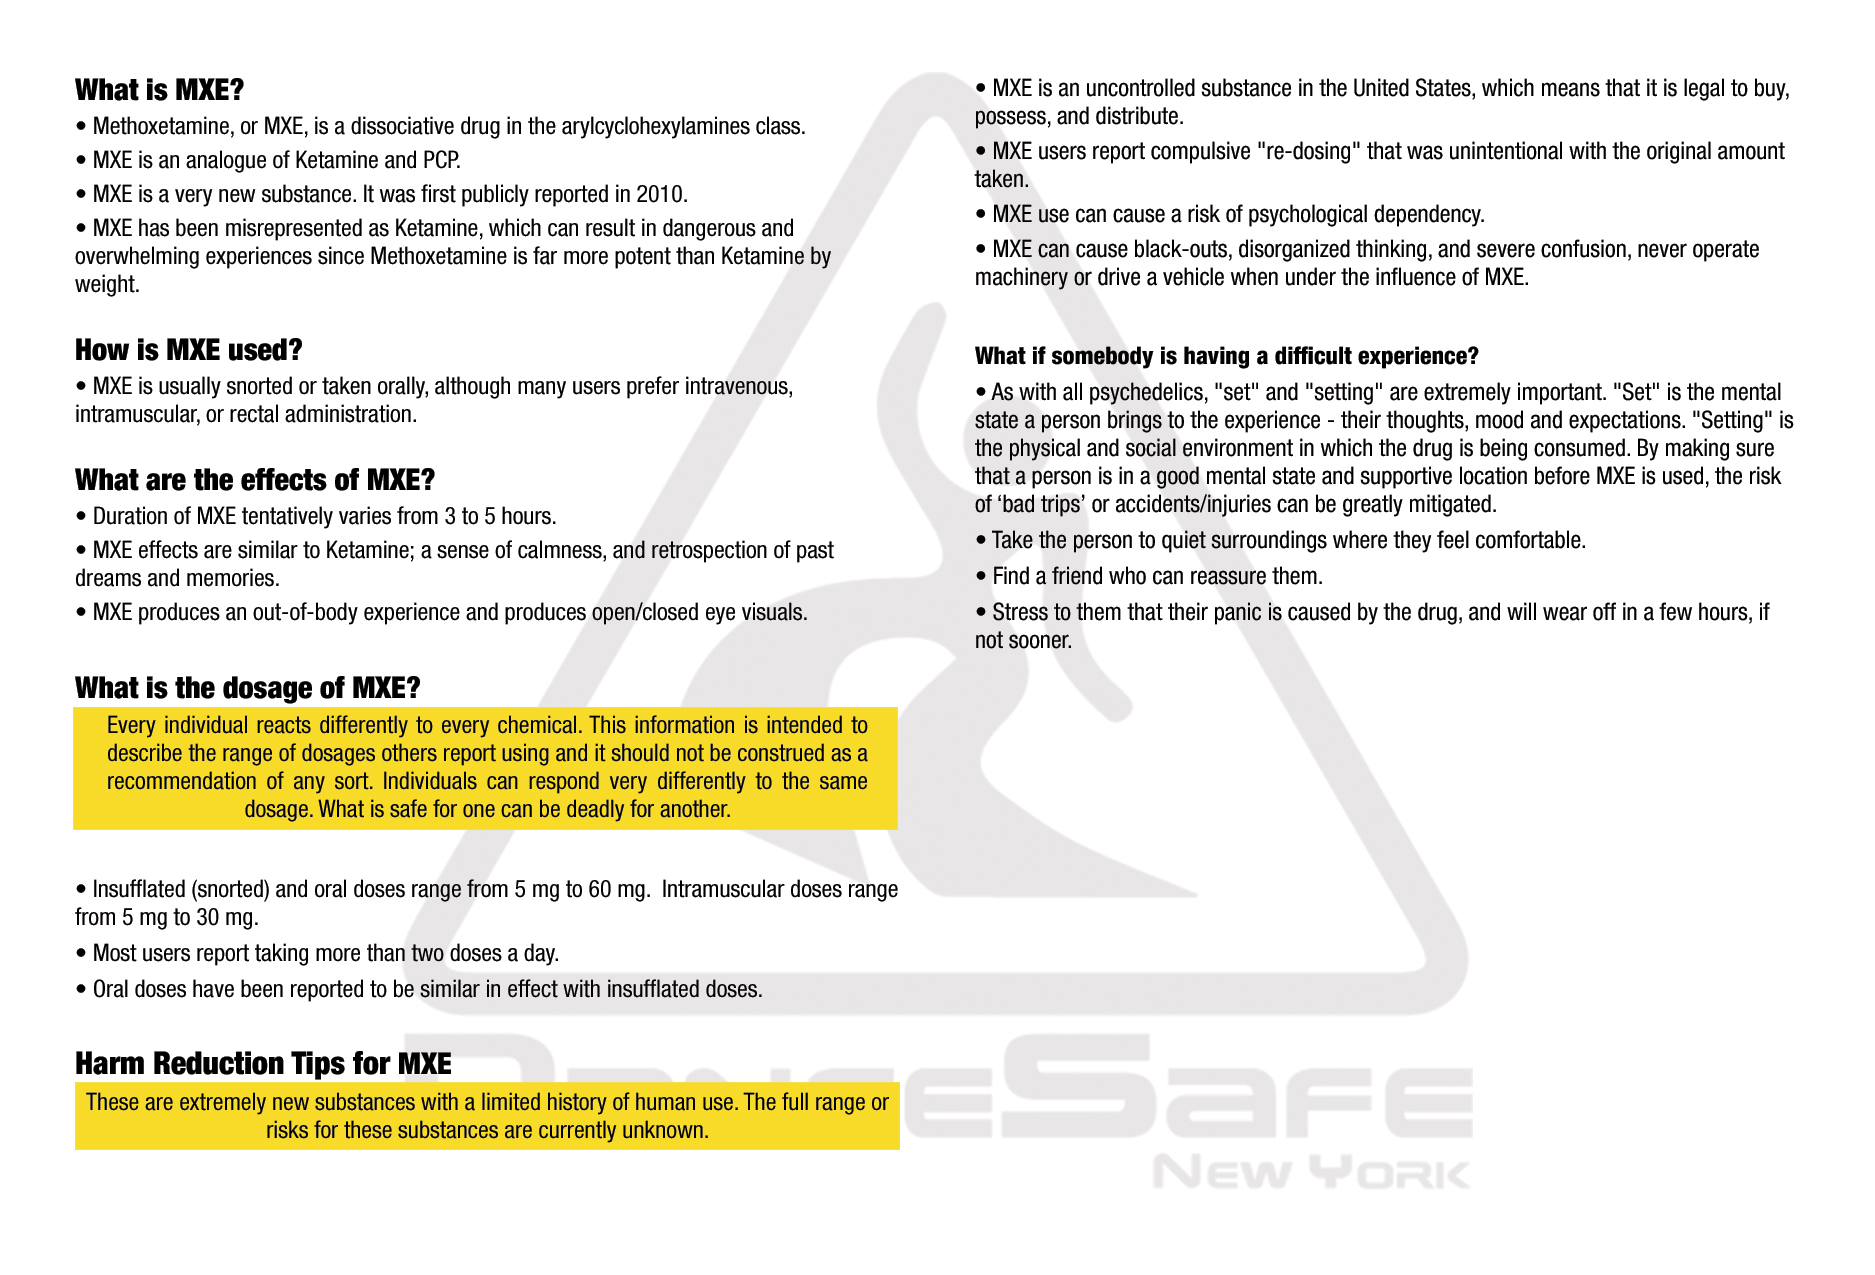 What is MXE?
• Methoxetamine, or MXE, is a dissociative drug in the arylcyclohexylamines class.
• MXE is an analogue of Ketamine and PCP.
• MXE is a very new substance. It was first publicly reported in 2010.
• MXE has been misrepresented as Ketamine, which can result in dangerous and
overwhelming experiences since Methoxetamine is far more potent than Ketamine by
weight.
How is MXE used?
• MXE is usually snorted or taken orally, although many users prefer intravenous,
intramuscular, or rectal administration.
What are the effects of MXE?
• Duration of MXE tentatively varies from 3 to 5 hours.
• MXE effects are similar to Ketamine; a sense of calmness, and retrospection of past
dreams and memories.
• MXE produces an out-of-body experience and produces open/closed eye visuals.
What is the dosage of MXE?
Every individual reacts differently to every chemical. This information is intended to
describe the range of dosages others report using and it should not be construed as a
recommendation of any sort. Individuals can respond very differently to the same
dosage. What is safe for one can be deadly for another.
• Insufflated (snorted) and oral doses range from 5 mg to 60 mg.  Intramuscular doses range
from 5 mg to 30 mg.
• Most users report taking more than two doses a day.
• Oral doses have been reported to be similar in effect with insufflated doses.
Harm Reduction Tips for MXE
These are extremely new substances with a limited history of human use. The full range or
risks for these substances are currently unknown.
• MXE is an uncontrolled substance in the United States, which means that it is legal to buy,
possess, and distribute.
• MXE users report compulsive "re-dosing" that was unintentional with the original amount
taken.
• MXE use can cause a risk of psychological dependency.
• MXE can cause black-outs, disorganized thinking, and severe confusion, never operate
machinery or drive a vehicle when under the influence of MXE.
What if somebody is having a difficult experience?
• As with all psychedelics, "set" and "setting" are extremely important. "Set" is the mental
state a person brings to the experience - their thoughts, mood and expectations. "Setting" is
the physical and social environment in which the drug is being consumed. By making sure
that a person is in a good mental state and supportive location before MXE is used, the risk
of ‘bad trips’ or accidents/injuries can be greatly mitigated.
• Take the person to quiet surroundings where they feel comfortable.
• Find a friend who can reassure them.
• Stress to them that their panic is caused by the drug, and will wear off in a few hours, if
not sooner.
DanceSafe
New York